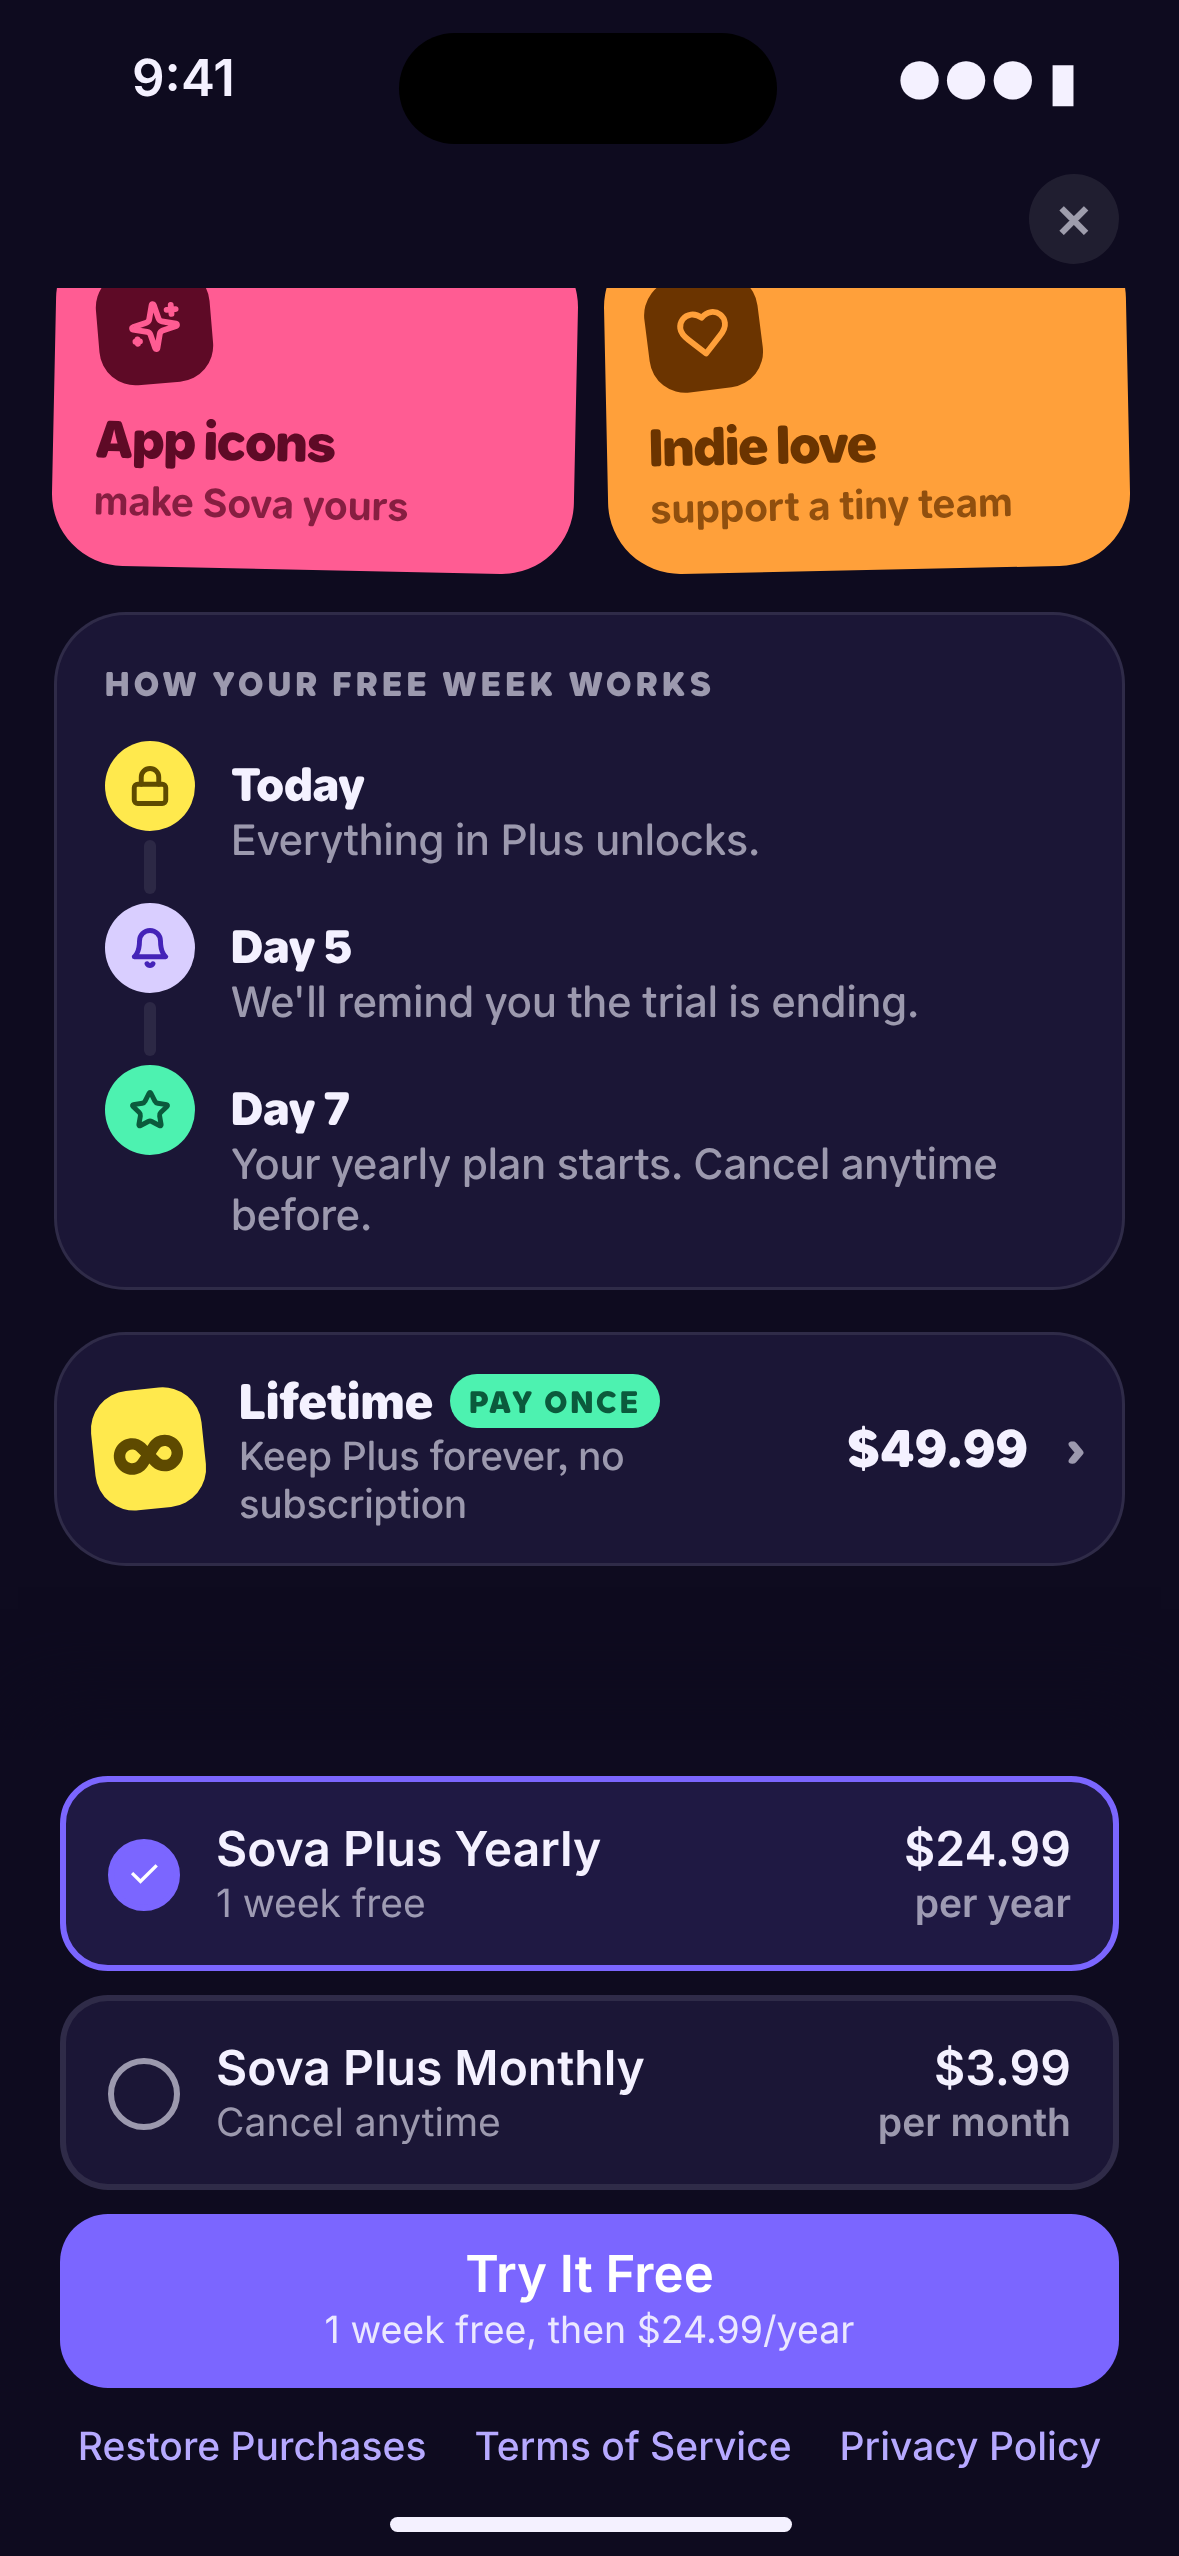 9:41
App icons
make Sova yours
Indie love
support a tiny team
HOW YOUR FREE WEEK WORKS
Today
Everything in Plus unlocks.
Day 5
We'll remind you the trial is ending.
Day 7
Your yearly plan starts. Cancel anytime
before.
Lifetime PAY ONCE
Keep Plus forever, no
subscription
$49.99
Sova Plus Yearly
1 week free
$24.99
per year
Sova Plus Monthly
Cancel anytime
$3.99
per month
Try It Free
1 week free, then $24.99/year
Restore Purchases Terms of Service Privacy Policy